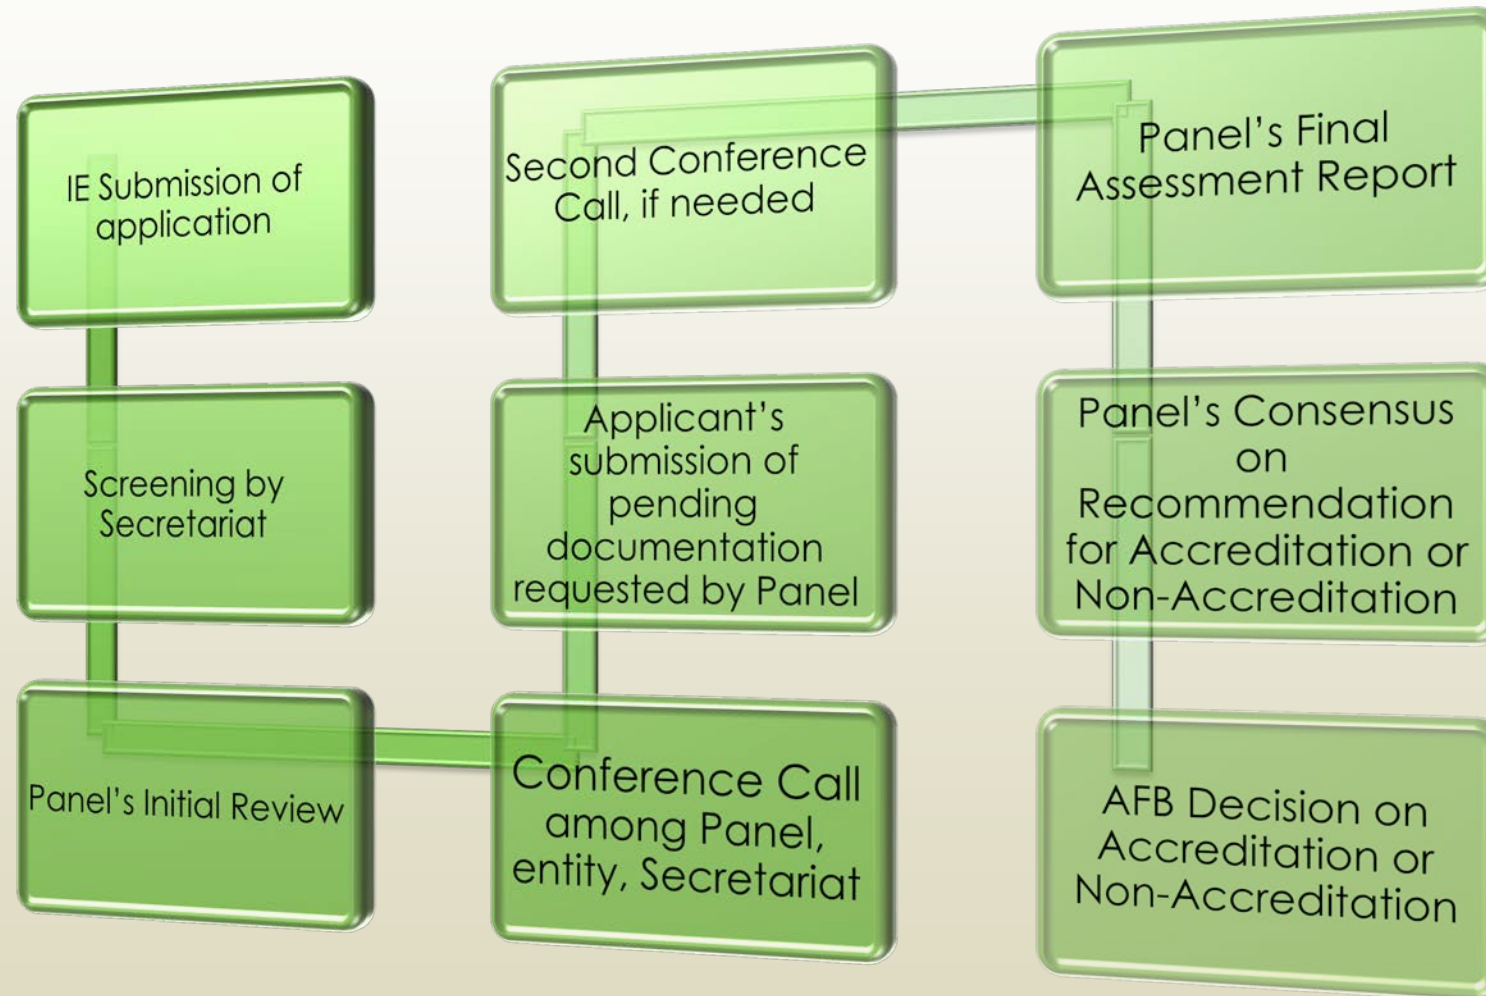 IE Submission of
application
Screening by
Secretariat
Panel's Initial Review
Conference Call
among Panel,
entity, Secretariat
Applicant's
submission of
pending
documentation
requested by Panel
Second Conference
Call, if needed
Panel's Final
Assessment Report
Panel's Consensus
on
Recommendation
for Accreditation or
Non-Accreditation
AFB Decision on
Accreditation or
Non-Accreditation